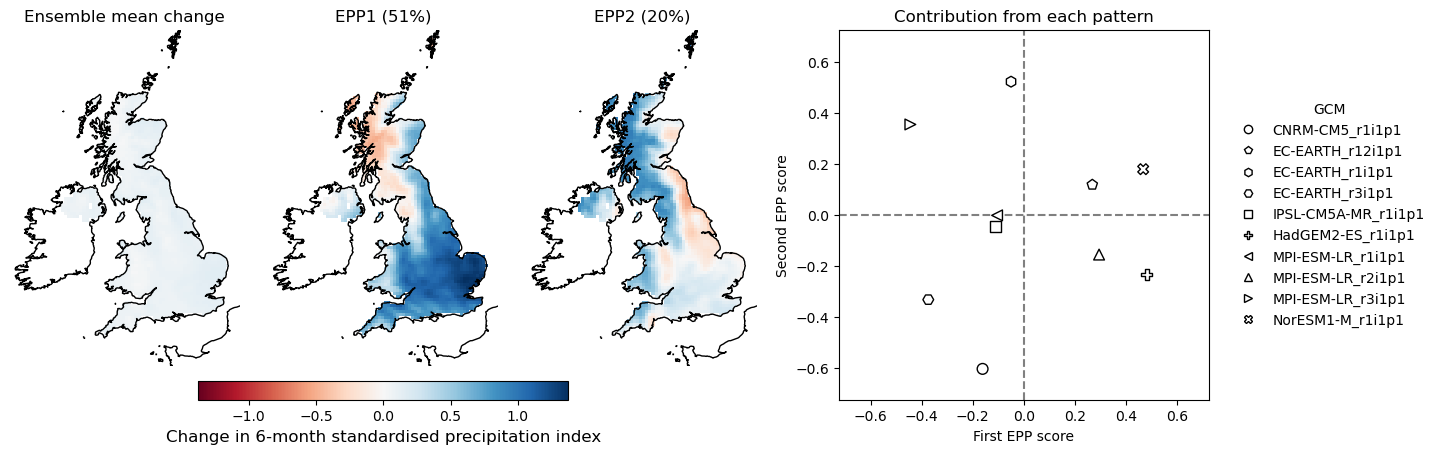 Ensemble mean change
EPP1 (51%)
EPP2 (20%)
−1.0
−0.5
0.0
0.5
1.0
Change in 6-month standardised precipitation index
Contribution from each pattern
Second EPP score
0.6
0.4
0.2
0.0
−0.2
−0.4
−0.6
−0.6
−0.4
−0.2
0.0
0.2
0.4
0.6
First EPP score
GCM
CNRM-CM5_r1i1p1
EC-EARTH_r12i1p1
EC-EARTH_r1i1p1
EC-EARTH_r3i1p1
IPSL-CM5A-MR_r1i1p1
HadGEM2-ES_r1i1p1
MPI-ESM-LR_r1i1p1
MPI-ESM-LR_r2i1p1
MPI-ESM-LR_r3i1p1
NorESM1-M_r1i1p1